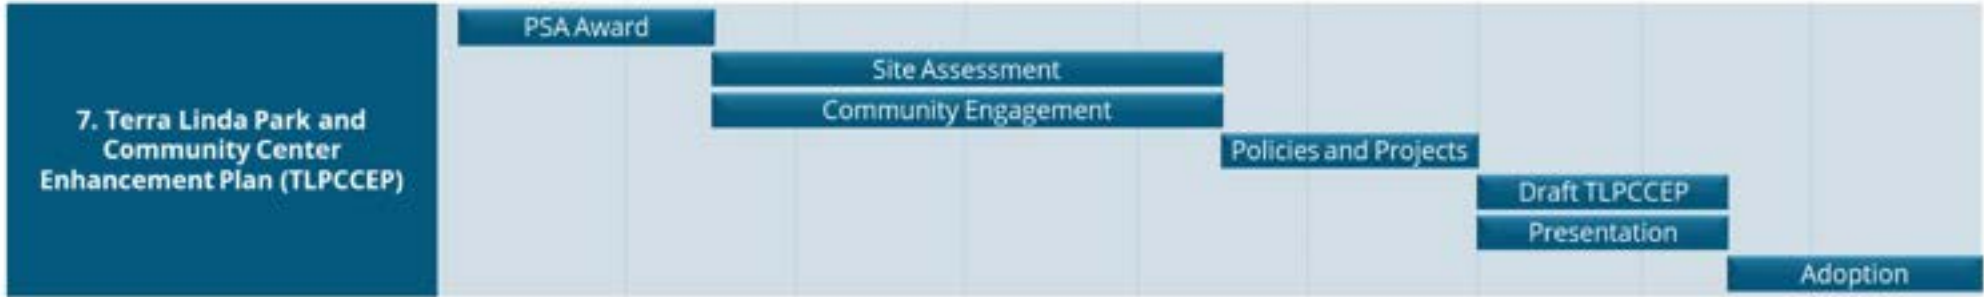 7. Terra Linda Park and
Community Center
Enhancement Plan (TLPCCEP)
PSA Award
Site Assessment
Community Engagement
Policies and Projects
Draft TLPCCEP
Presentation
Adoption